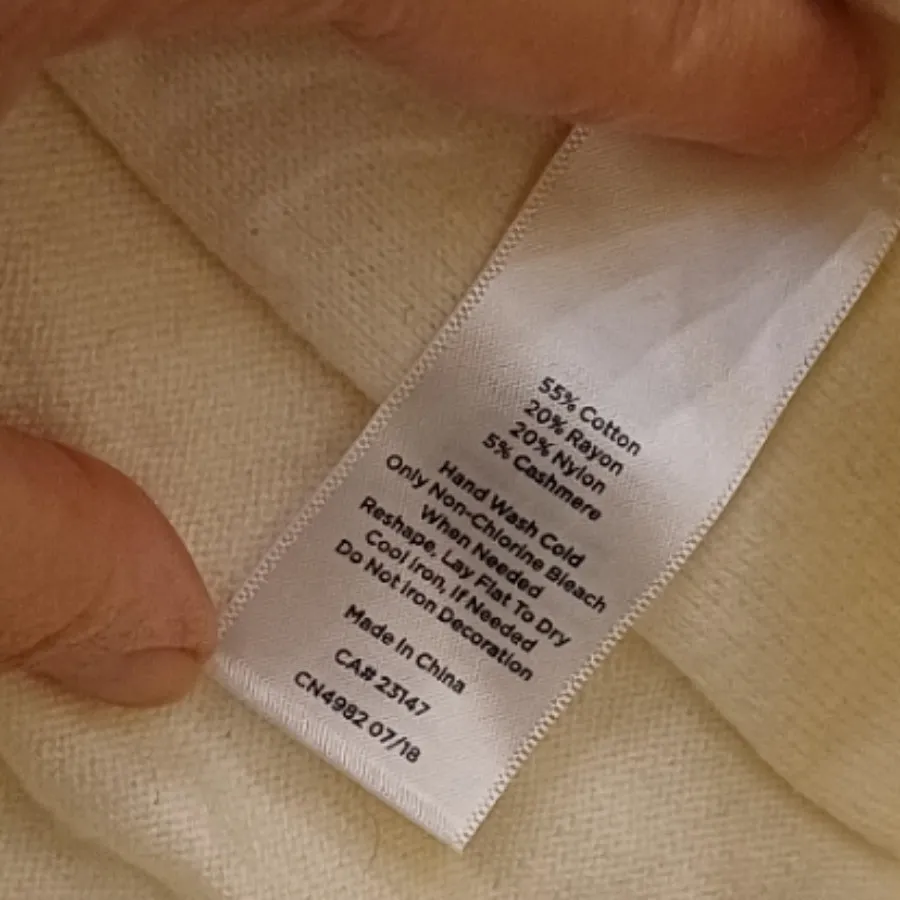 55% Cotton
20% Rayon
20% Nylon
5% Cashmere
Hand Wash Cold
Only Non-Chlorine Bleach
When Needed
Reshape, Lay Flat To Dry
Cool Iron, If Needed
Do Not Iron Decoration
Made In China
CA# 23147
CN4982 07/18